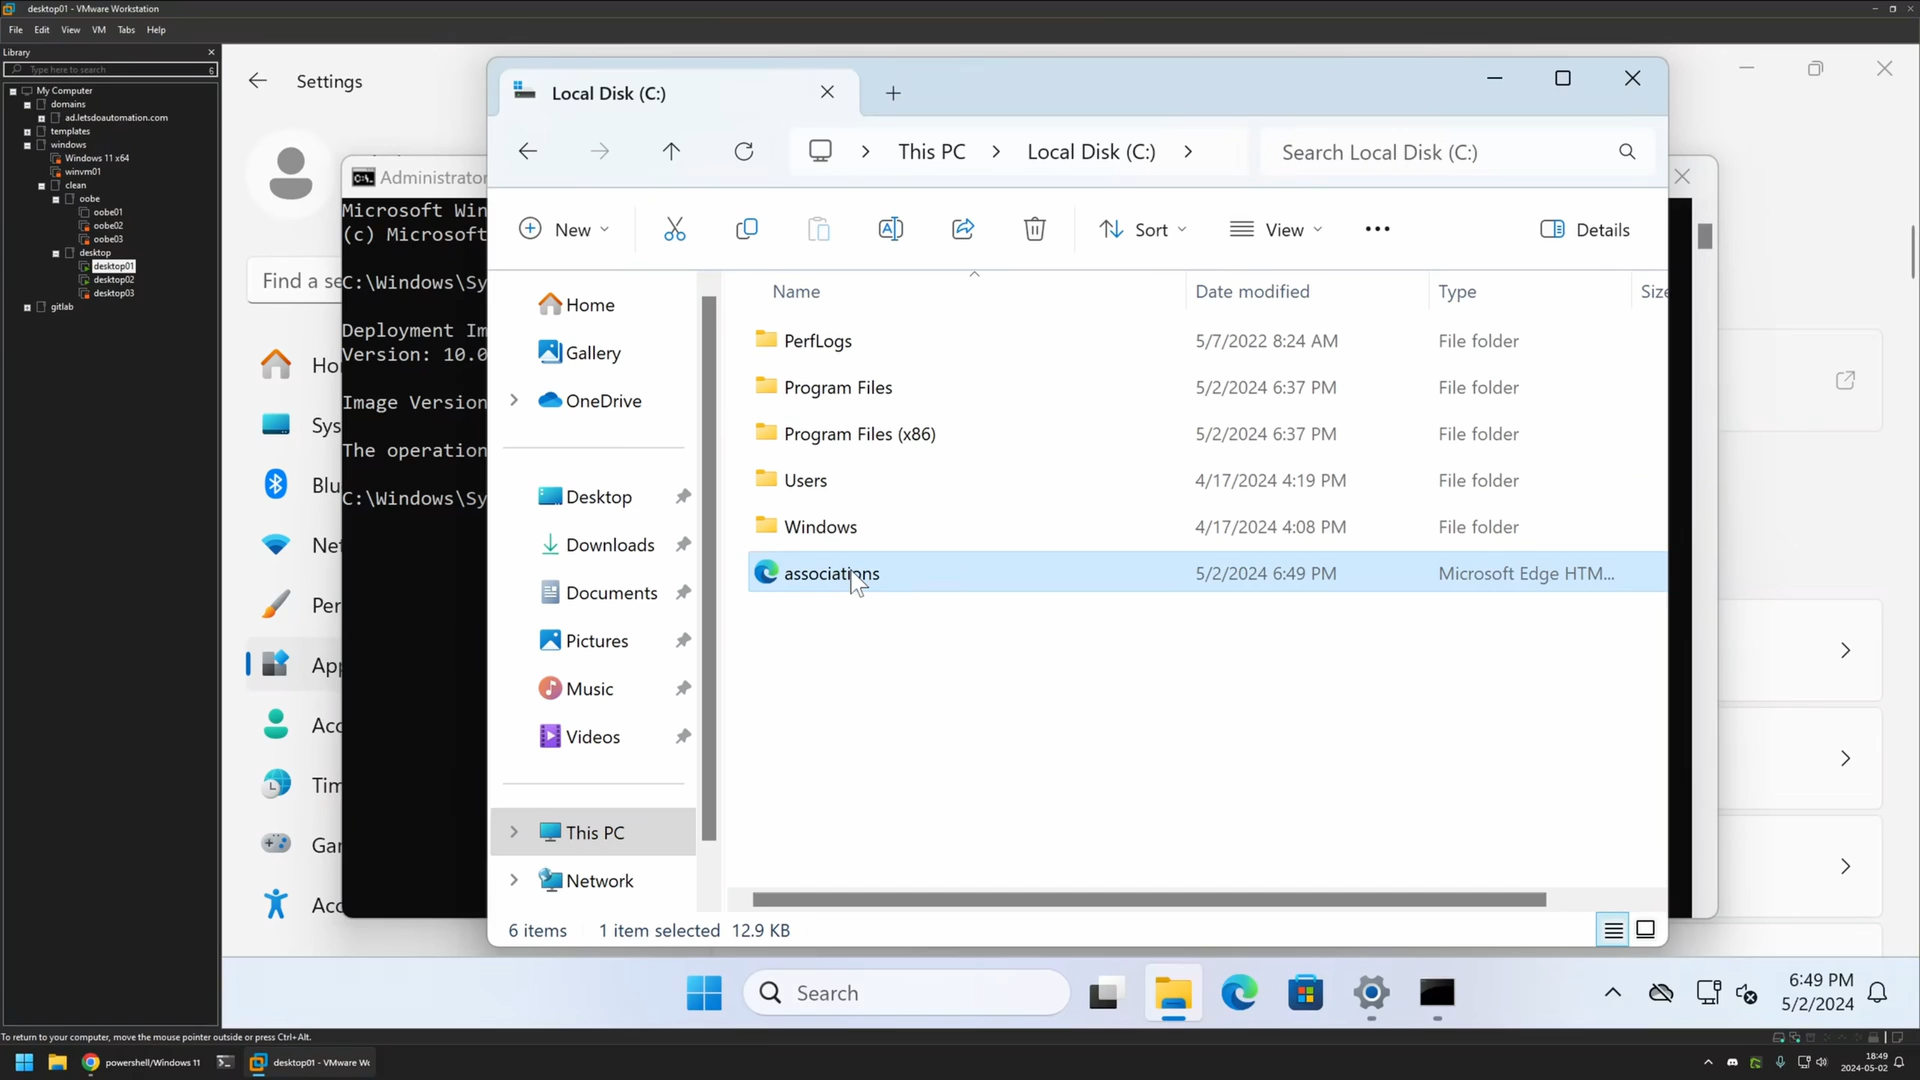 desktop01 - VMware Workstation
File Edit View VM Tabs Help
Library
Type here to search
My Computer
domains
ad.letsdoautomation.com
templates
windows
Windows 11 x64
winvm01
clean
oobe
oobe01
oobe02
oobe03
desktop
desktop01
desktop02
desktop03
gitlab
Settings
Find a se
Sys
Blu
Net
Per
App
Acc
Tim
Gar
Acc
Administrator
Microsoft Win
(c) Microsoft
C:\Windows\Sy
Deployment Im
Version: 10.0
Image Version
The operation
C:\Windows\Sy
Local Disk (C:)
This PC Local Disk (C:)
Search Local Disk (C:)
New Sort View Details
Home
Gallery
OneDrive
Desktop
Downloads
Documents
Pictures
Music
Videos
This PC
Network
Name Date modified Type Size
PerfLogs 5/7/2022 8:24 AM File folder
Program Files 5/2/2024 6:37 PM File folder
Program Files (x86) 5/2/2024 6:37 PM File folder
Users 4/17/2024 4:19 PM File folder
Windows 4/17/2024 4:08 PM File folder
associations 5/2/2024 6:49 PM Microsoft Edge HTM...
6 items 1 item selected 12.9 KB
Search
6:49 PM
5/2/2024
To return to your computer, move the mouse pointer outside or press Ctrl+Alt.
powershell/Windows 11
desktop01 - VMware Wo
18:49
2024-05-02